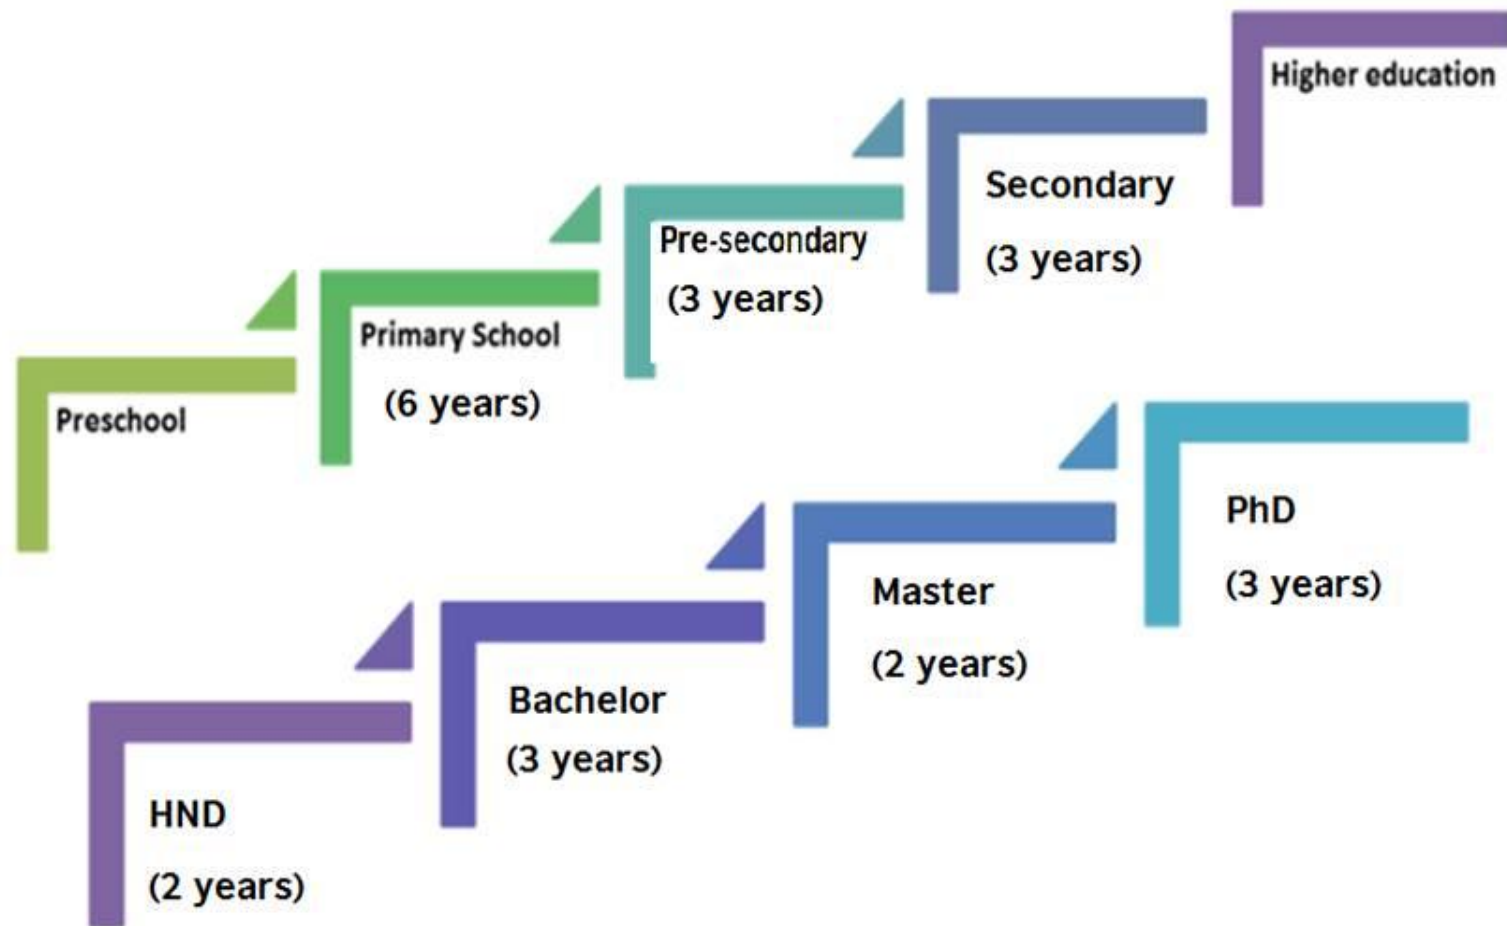 Preschool
Primary School
(6 years)
Pre-secondary
(3 years)
Secondary
(3 years)
Higher education
HND
(2 years)
Bachelor
(3 years)
Master
(2 years)
PhD
(3 years)